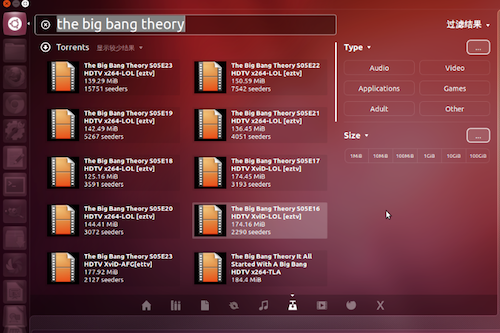 the big bang theory
过滤结果
Torrents 显示较少结果
Type
...
The Big Bang Theory S05E23
HDTV x264-LOL [eztv]
139.29 MiB
15751 seeders
The Big Bang Theory S05E22
HDTV x264-LOL [eztv]
150.59 MiB
7542 seeders
Audio
Video
Applications
Games
Adult
Other
The Big Bang Theory S05E19
HDTV x264-LOL [eztv]
142.49 MiB
5267 seeders
The Big Bang Theory S05E21
HDTV x264-LOL [eztv]
136.45 MiB
4051 seeders
Size
...
1MiB
10MiB
100MiB
1GiB
10GiB
100GiB
The Big Bang Theory S05E18
HDTV x264-LOL [eztv]
125.16 MiB
3591 seeders
The Big Bang Theory S05E17
HDTV XviD-LOL [eztv]
174.45 MiB
3193 seeders
The Big Bang Theory S05E20
HDTV x264-LOL [eztv]
144.41 MiB
3072 seeders
The Big Bang Theory S05E16
HDTV XviD-LOL [eztv]
174.16 MiB
2290 seeders
The Big Bang Theory S05E23
HDTV XviD-AFG[ettv]
177.92 MiB
2127 seeders
The Big Bang Theory It All
Started With A Big Bang
HDTV x264-TLA
184.4 MiB